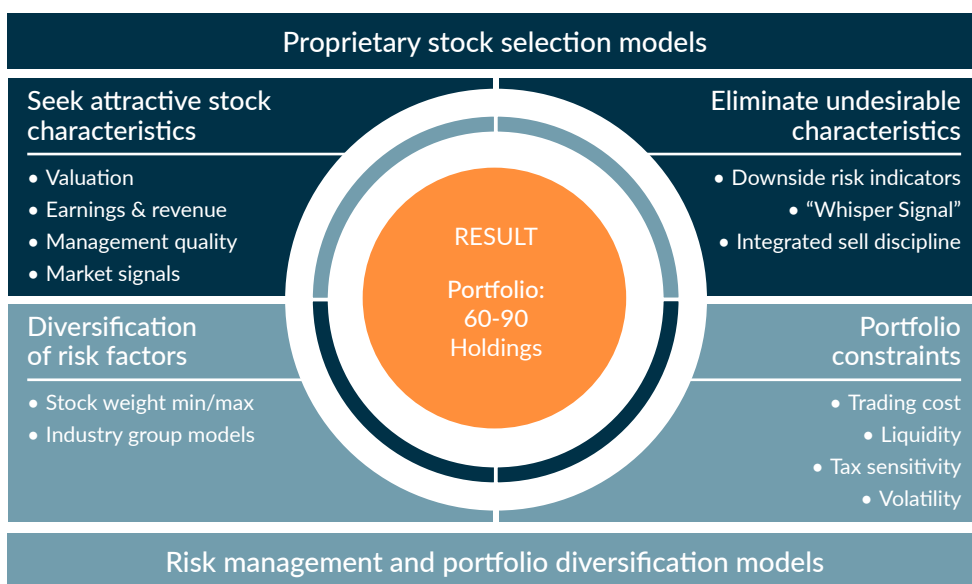 Proprietary stock selection models
Seek attractive stock
characteristics
• Valuation
• Earnings & revenue
• Management quality
• Market signals
Eliminate undesirable
characteristics
• Downside risk indicators
• “Whisper Signal”
• Integrated sell discipline
RESULT
Portfolio:
60-90
Holdings
Diversification
of risk factors
• Stock weight min/max
• Industry group models
Portfolio
constraints
• Trading cost
• Liquidity
• Tax sensitivity
• Volatility
Risk management and portfolio diversification models